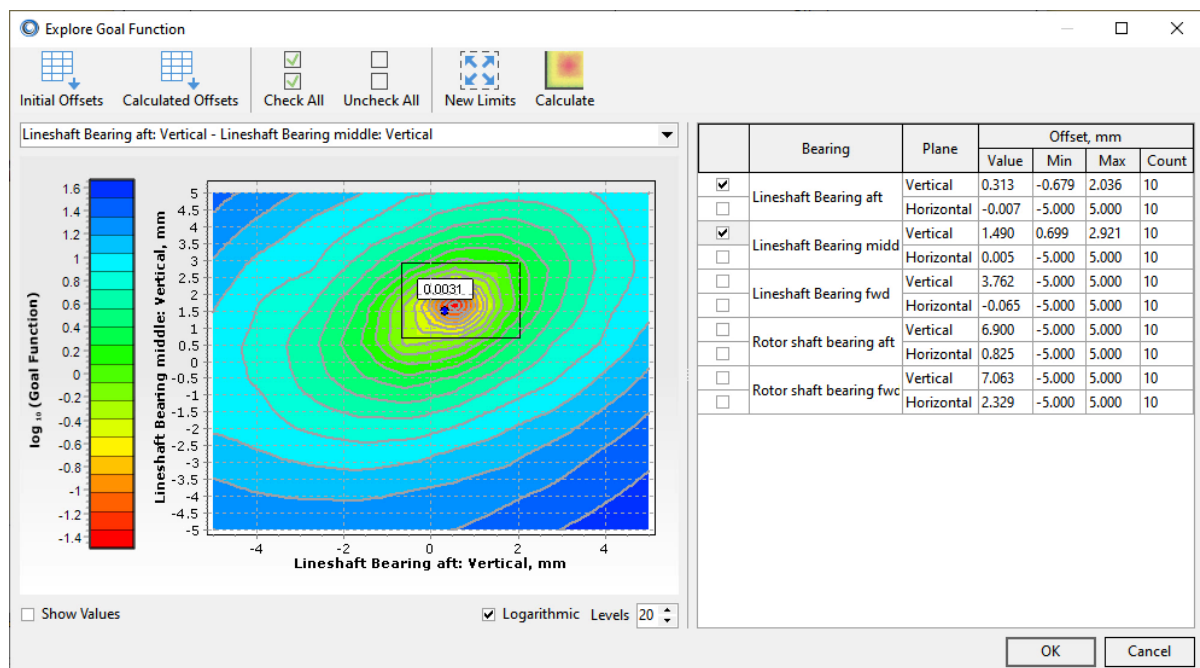 Explore Goal Function
Initial Offsets Calculated Offsets Check All Uncheck All New Limits Calculate
Lineshaft Bearing aft: Vertical - Lineshaft Bearing middle: Vertical
log 10 (Goal Function)
1.6
1.4
1.2
1
0.8
0.6
0.4
0.2
0
-0.2
-0.4
-0.6
-0.8
-1
-1.2
-1.4
Lineshaft Bearing middle: Vertical, mm
5
4.5
4
3.5
3
2.5
2
1.5
1
0.5
0
-0.5
-1
-1.5
-2
-2.5
-3
-3.5
-4
-4.5
-5
0.0031
-4 -2 0 2 4
Lineshaft Bearing aft: Vertical, mm
Show Values Logarithmic Levels 20
Bearing Plane Offset, mm
Value Min Max Count
Lineshaft Bearing aft Vertical 0.313 -0.679 2.036 10
Horizontal -0.007 -5.000 5.000 10
Lineshaft Bearing midd Vertical 1.490 0.699 2.921 10
Horizontal 0.005 -5.000 5.000 10
Lineshaft Bearing fwd Vertical 3.762 -5.000 5.000 10
Horizontal -0.065 -5.000 5.000 10
Rotor shaft bearing aft Vertical 6.900 -5.000 5.000 10
Horizontal 0.825 -5.000 5.000 10
Rotor shaft bearing fwc Vertical 7.063 -5.000 5.000 10
Horizontal 2.329 -5.000 5.000 10
OK Cancel